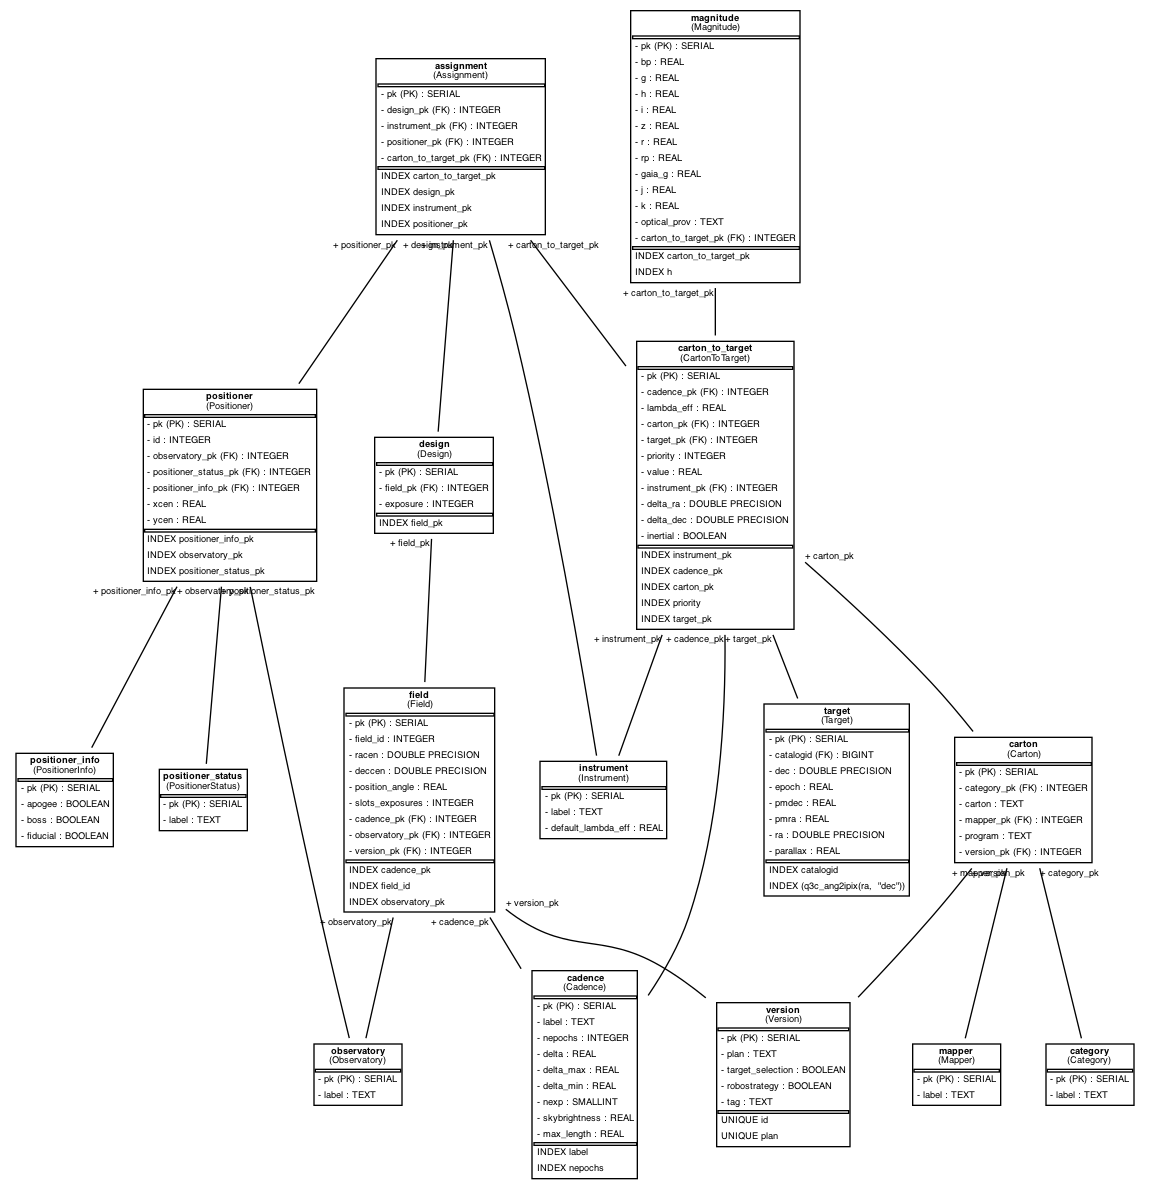 magnitude
(Magnitude)
- pk (PK) : SERIAL
- bp : REAL
- g : REAL
- h : REAL
- i : REAL
- z : REAL
- r : REAL
- rp : REAL
- gaia_g : REAL
- j : REAL
- k : REAL
- optical_prov : TEXT
- carton_to_target_pk (FK) : INTEGER
INDEX carton_to_target_pk
INDEX h
+ carton_to_target_pk
assignment
(Assignment)
- pk (PK) : SERIAL
- design_pk (FK) : INTEGER
- instrument_pk (FK) : INTEGER
- positioner_pk (FK) : INTEGER
- carton_to_target_pk (FK) : INTEGER
INDEX carton_to_target_pk
INDEX design_pk
INDEX instrument_pk
INDEX positioner_pk
+ positioner_pk
+ design_pk
+ instrument_pk
+ carton_to_target_pk
carton_to_target
(CartonToTarget)
- pk (PK) : SERIAL
- cadence_pk (FK) : INTEGER
- lambda_eff : REAL
- carton_pk (FK) : INTEGER
- target_pk (FK) : INTEGER
- priority : INTEGER
- value : REAL
- instrument_pk (FK) : INTEGER
- delta_ra : DOUBLE PRECISION
- delta_dec : DOUBLE PRECISION
- inertial : BOOLEAN
INDEX instrument_pk
INDEX cadence_pk
INDEX carton_pk
INDEX priority
INDEX target_pk
+ carton_pk
+ instrument_pk
+ cadence_pk
+ target_pk
positioner
(Positioner)
- pk (PK) : SERIAL
- id : INTEGER
- observatory_pk (FK) : INTEGER
- positioner_status_pk (FK) : INTEGER
- positioner_info_pk (FK) : INTEGER
- xcen : REAL
- ycen : REAL
INDEX positioner_info_pk
INDEX observatory_pk
INDEX positioner_status_pk
+ positioner_info_pk
+ observatory_pk
+ positioner_status_pk
design
(Design)
- pk (PK) : SERIAL
- field_pk (FK) : INTEGER
- exposure : INTEGER
INDEX field_pk
+ field_pk
field
(Field)
- pk (PK) : SERIAL
- field_id : INTEGER
- racen : DOUBLE PRECISION
- deccen : DOUBLE PRECISION
- position_angle : REAL
- slots_exposures : INTEGER
- cadence_pk (FK) : INTEGER
- observatory_pk (FK) : INTEGER
- version_pk (FK) : INTEGER
INDEX cadence_pk
INDEX field_id
INDEX observatory_pk
+ observatory_pk
+ cadence_pk
+ version_pk
positioner_info
(PositionerInfo)
- pk (PK) : SERIAL
- apogee : BOOLEAN
- boss : BOOLEAN
- fiducial : BOOLEAN
positioner_status
(PositionerStatus)
- pk (PK) : SERIAL
- label : TEXT
instrument
(Instrument)
- pk (PK) : SERIAL
- label : TEXT
- default_lambda_eff : REAL
target
(Target)
- pk (PK) : SERIAL
- catalogid (FK) : BIGINT
- dec : DOUBLE PRECISION
- epoch : REAL
- pmdec : REAL
- pmra : REAL
- ra : DOUBLE PRECISION
- parallax : REAL
INDEX catalogid
INDEX (q3c_ang2ipix(ra, "dec"))
carton
(Carton)
- pk (PK) : SERIAL
- category_pk (FK) : INTEGER
- carton : TEXT
- mapper_pk (FK) : INTEGER
- program : TEXT
- version_pk (FK) : INTEGER
+ mapper_pk
+ version_pk
+ category_pk
observatory
(Observatory)
- pk (PK) : SERIAL
- label : TEXT
cadence
(Cadence)
- pk (PK) : SERIAL
- label : TEXT
- nepochs : INTEGER
- delta : REAL
- delta_max : REAL
- delta_min : REAL
- nexp : SMALLINT
- skybrightness : REAL
- max_length : REAL
INDEX label
INDEX nepochs
version
(Version)
- pk (PK) : SERIAL
- plan : TEXT
- target_selection : BOOLEAN
- robostrategy : BOOLEAN
- tag : TEXT
UNIQUE id
UNIQUE plan
mapper
(Mapper)
- pk (PK) : SERIAL
- label : TEXT
category
(Category)
- pk (PK) : SERIAL
- label : TEXT